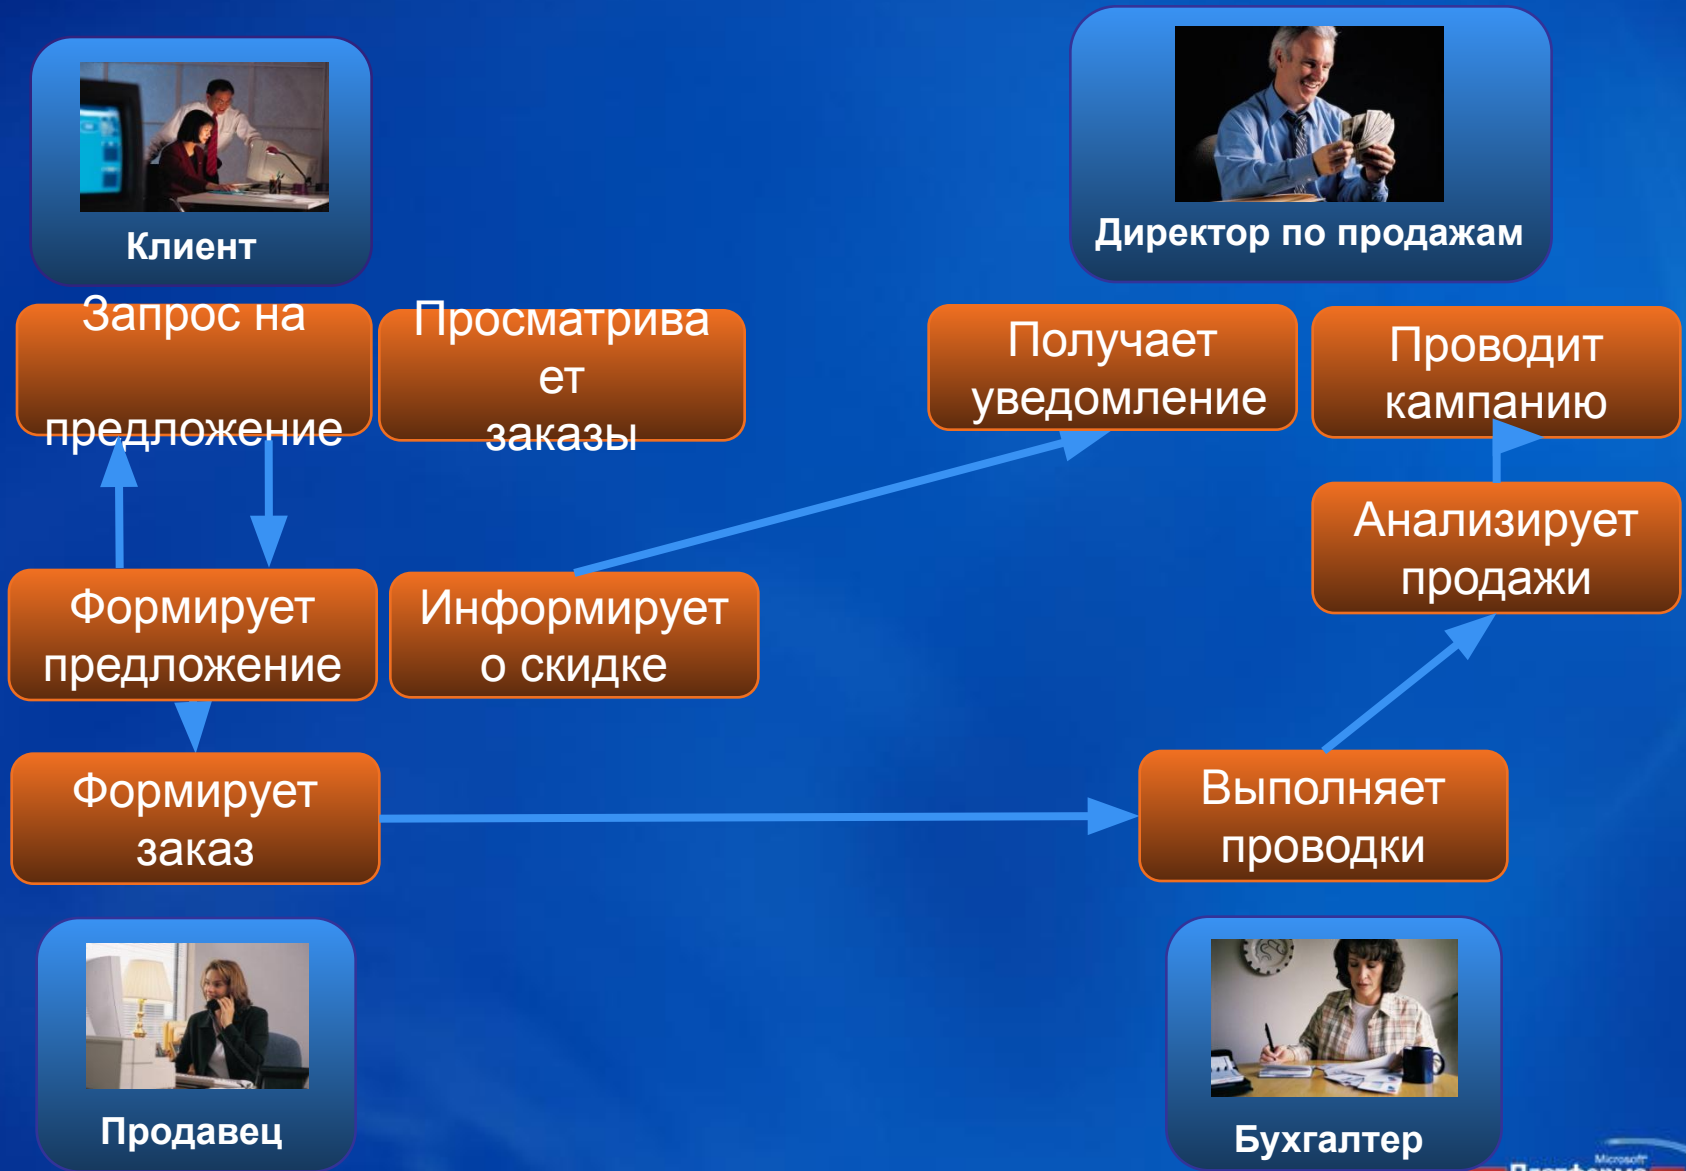 Клиент
Директор по продажам
Запрос на
предложение
Просматрива
ет
заказы
Получает
уведомление
Проводит
кампанию
Анализирует
продажи
Формирует
предложение
Информирует
о скидке
Формирует
заказ
Выполняет
проводки
Продавец
Бухгалтер
Microsoft